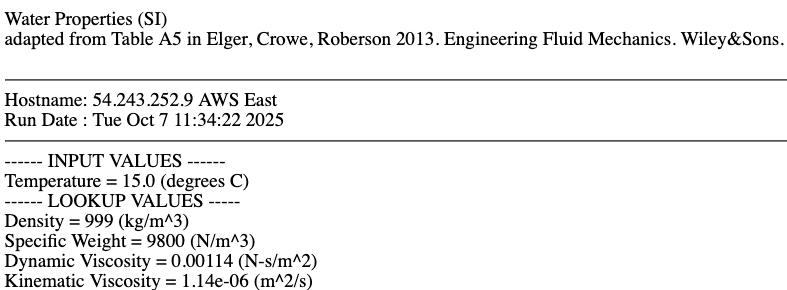 Water Properties (SI)
adapted from Table A5 in Elger, Crowe, Roberson 2013. Engineering Fluid Mechanics. Wiley&Sons.
Hostname: 54.243.252.9 AWS East
Run Date : Tue Oct 7 11:34:22 2025
------ INPUT VALUES ------
Temperature = 15.0 (degrees C)
------ LOOKUP VALUES -----
Density = 999 (kg/m^3)
Specific Weight = 9800 (N/m^3)
Dynamic Viscosity = 0.00114 (N-s/m^2)
Kinematic Viscosity = 1.14e-06 (m^2/s)